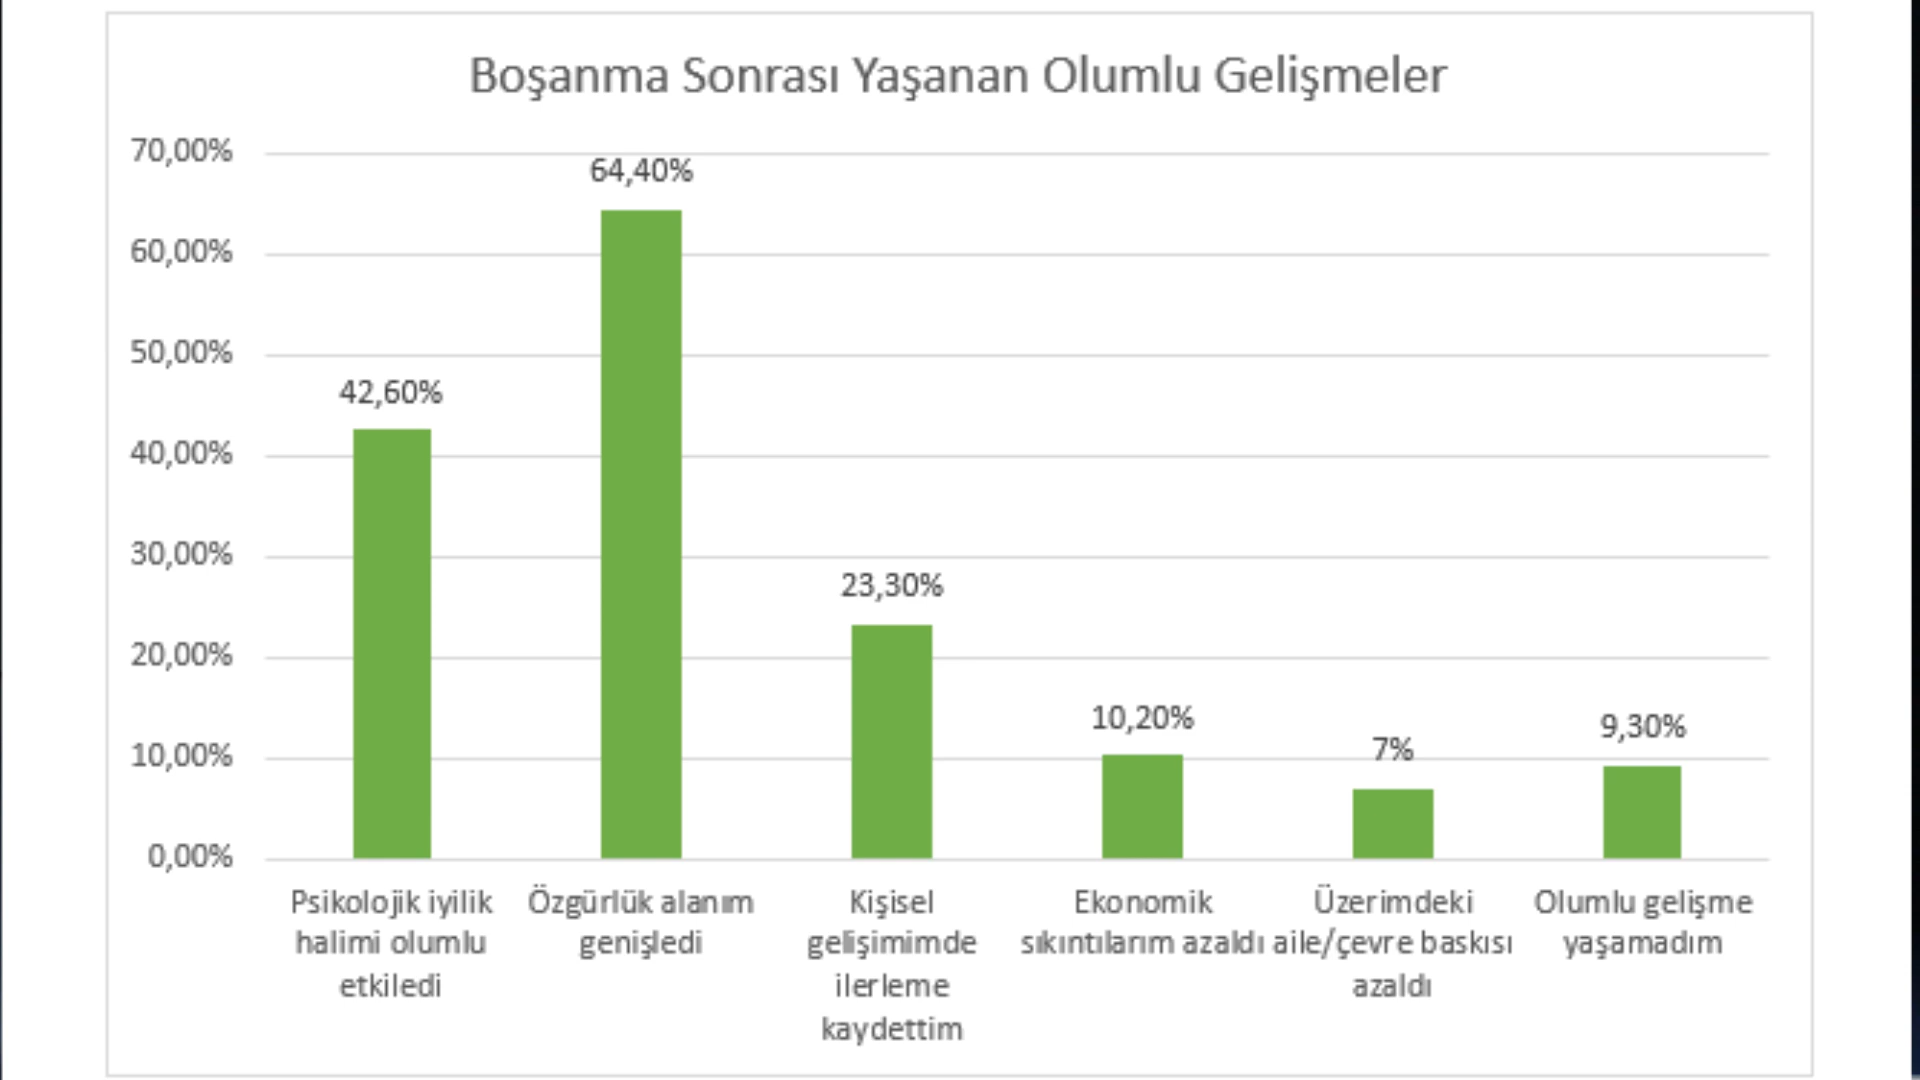 Boşanma Sonrası Yaşanan Olumlu Gelişmeler
70,00%
60,00%
50,00%
40,00%
30,00%
20,00%
10,00%
0,00%
42,60%
64,40%
23,30%
10,20%
7%
9,30%
Psikolojik iyilik
halimi olumlu
etkiledi
Özgürlük alanım
genişledi
Kişisel
gelişimimde
ilerleme
kaydettim
Ekonomik
sıkıntılarım azaldı
Üzerimdeki
aile/çevre baskısı
azaldı
Olumlu gelişme
yaşamadım